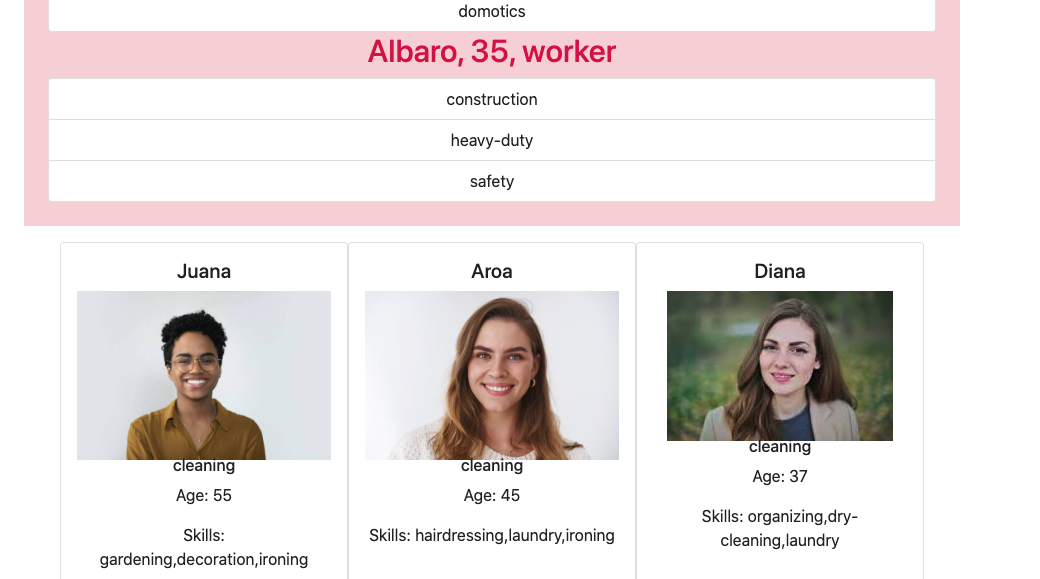 domotics
Albaro, 35, worker
construction
heavy-duty
safety
Juana
cleaning
Age: 55
Skills:
gardening,decoration,ironing
Aroa
cleaning
Age: 45
Skills: hairdressing,laundry,ironing
Diana
cleaning
Age: 37
Skills: organizing,dry-
cleaning,laundry